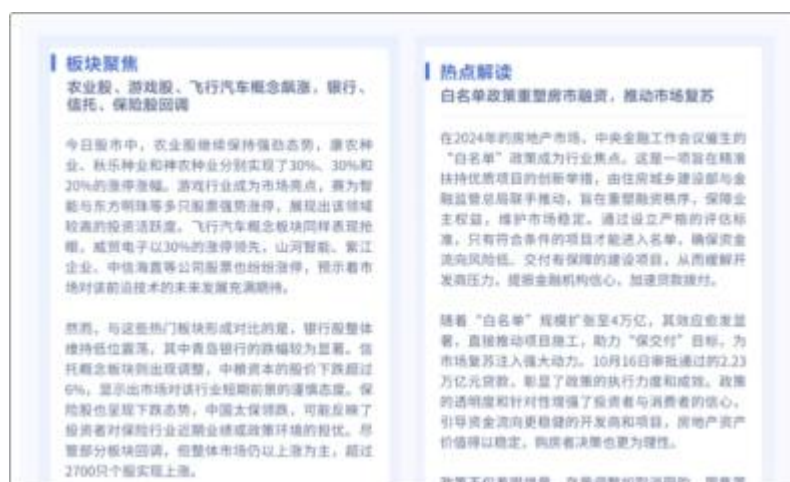 板块聚焦
农业股、游戏股、飞行汽车概念飙涨，银行、
信托、保险股回调
今日股市中，农业股继续保持强劲态势，康农种
业、秋乐种业和神农种业分别实现了30%、30%和
20%的涨停涨幅。游戏行业成为市场亮点，赛为智
能与东方明珠等多只股票强势涨停，展现出该领域
较高的投资活跃度。飞行汽车概念板块同样表现抢
眼，威贸电子以30%的涨停领先，山河智能、紫江
企业、中信海直等公司股票也纷纷涨停，预示着市
场对该前沿技术的未来发展充满期待。
然而，与这些热门板块形成对比的是，银行股整体
维持低位震荡，其中青岛银行的跌幅较为显著。信
托概念板块则出现调整，中粮资本的股价下跌超过
6%，显示出市场对该行业短期前景的谨慎态度。保
险股也呈现下跌态势，中国太保领跌，可能反映了
投资者对保险行业近期业绩或政策环境的担忧。尽
管部分板块回调，但整体市场仍以上涨为主，超过
2700只个股实现上涨。
热点解读
白名单政策重塑房市融资，推动市场复苏
在2024年的房地产市场，中央金融工作会议催生的
“白名单”政策成为行业焦点。这是一项旨在精准
扶持优质项目的创新举措，由住房城乡建设部与金
融监管总局联手推动，旨在重塑融资秩序，保障业
主权益，维护市场稳定。通过设立严格的评估标
准，只有符合条件的项目才能进入名单，确保资金
流向风险低、交付有保障的建设项目，从而缓解开
发商压力，提振金融机构信心，加速贷款拨付。
随着“白名单”规模扩张至4万亿，其效应愈发显
著，直接推动项目施工，助力“保交付”目标，为
市场复苏注入强大动力。10月16日审批通过的2.23
万亿元贷款，彰显了政策的执行力度和成效。政策
的透明度和针对性增强了投资者与消费者的信心，
引导资金流向更稳健的开发商和项目，房地产资产
价值得以稳定，购房者决策也更为理性。